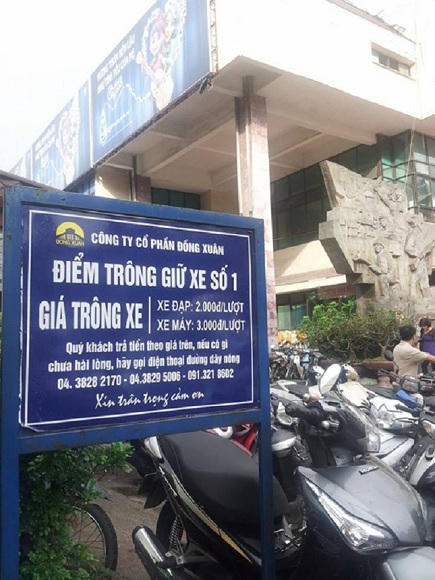 ĐỒNG XUÂN
CÔNG TY CỔ PHẦN ĐỒNG XUÂN
ĐIỂM TRÔNG GIỮ XE SỐ 1
GIÁ TRÔNG XE
XE ĐẠP: 2.000đ/LƯỢT
XE MÁY: 3.000đ/LƯỢT
Quý khách trả tiền theo giá trên, nếu có gì
chưa hài lòng, hãy gọi điện thoại đường dây nóng
04. 3828 2170 - 04.3829 5006 - 091.321 8602
Xin trân trọng cảm ơn